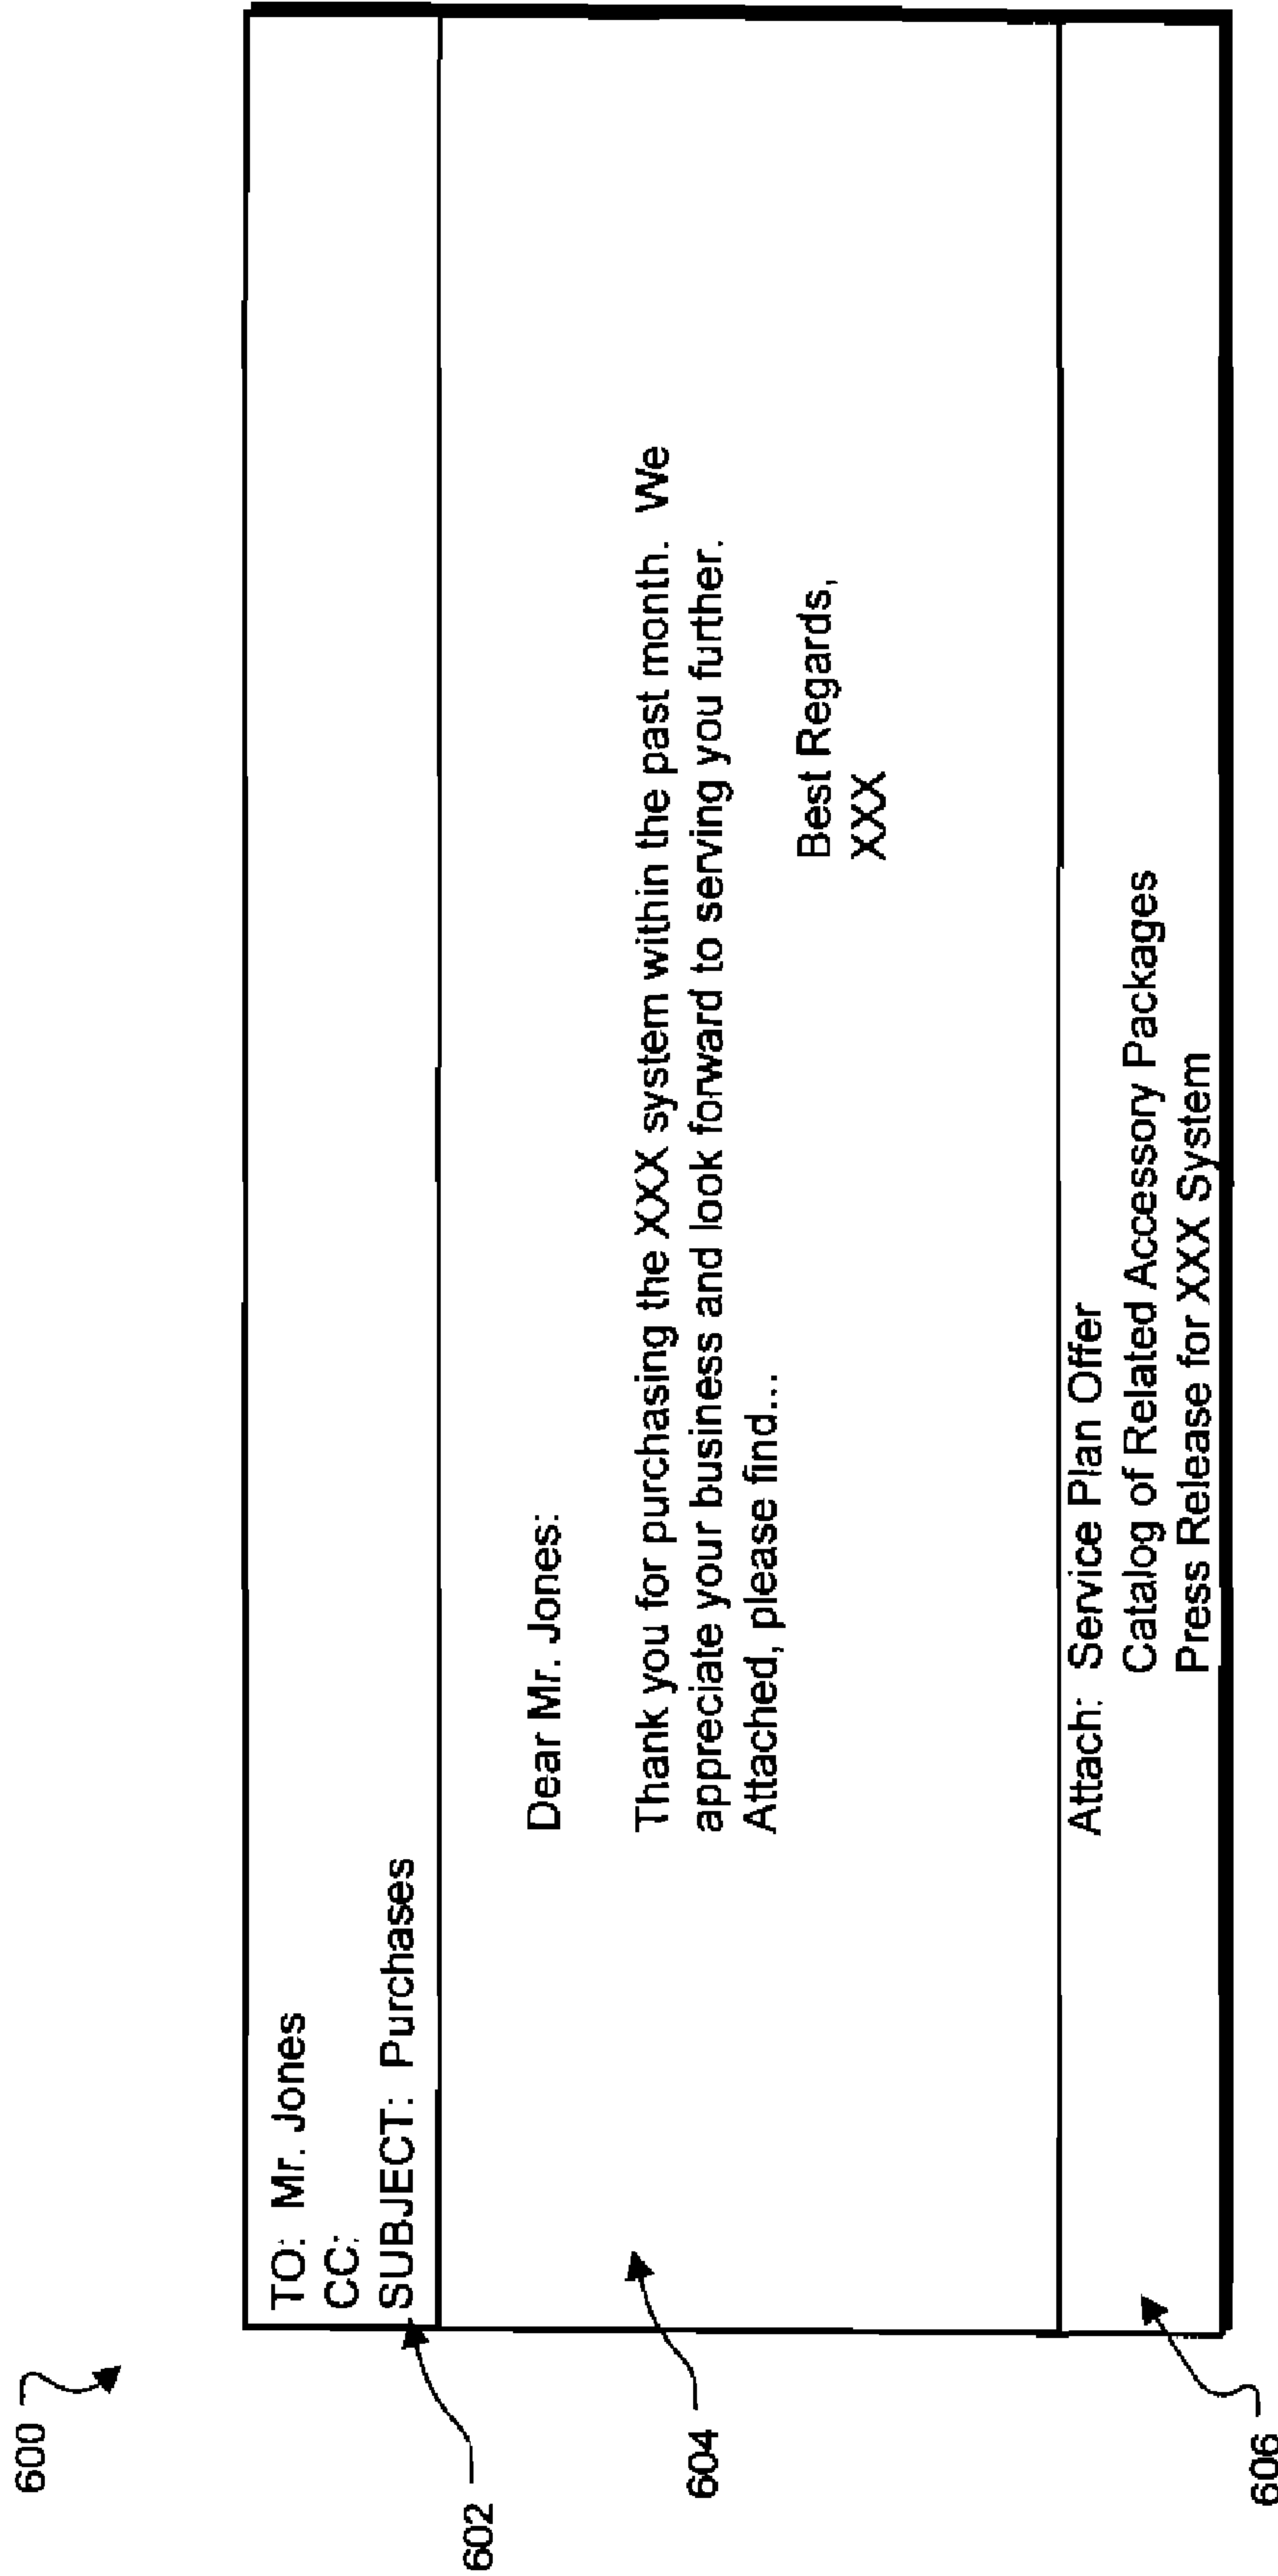 600
602
TO: Mr. Jones
CC:
SUBJECT: Purchases
604
Dear Mr. Jones:
Thank you for purchasing the XXX system within the past month. We
appreciate your business and look forward to serving you further.
Attached, please find...
Best Regards,
XXX
606
Attach: Service Plan Offer
Catalog of Related Accessory Packages
Press Release for XXX System